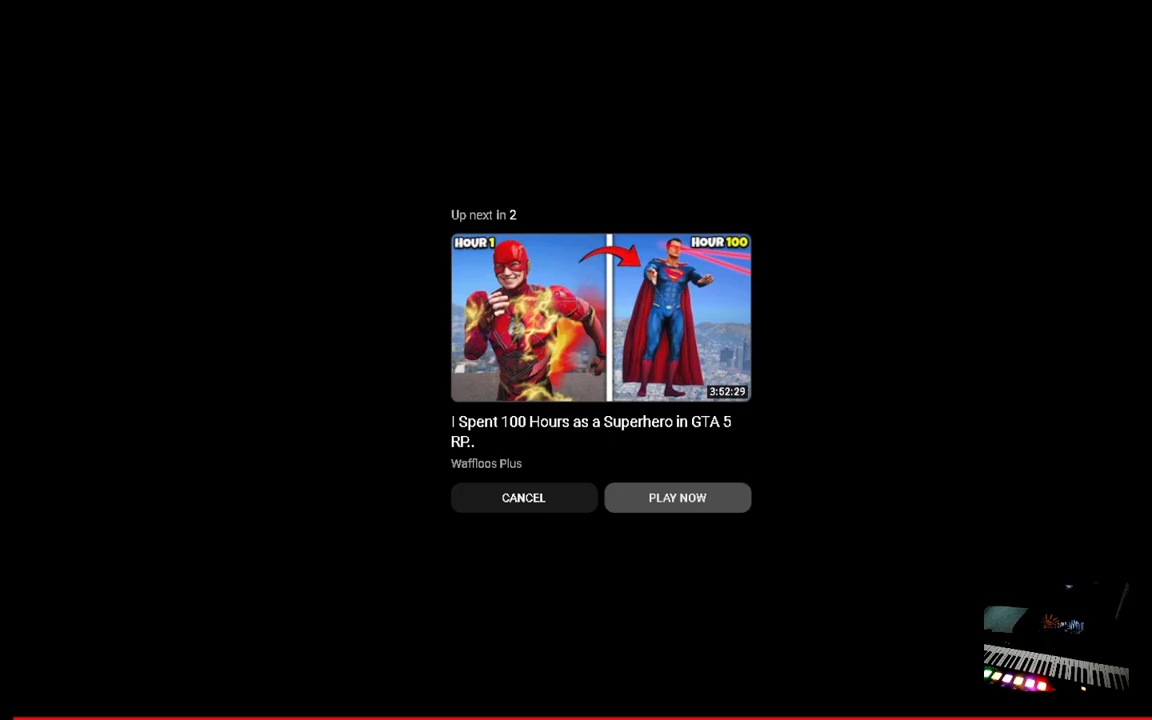 Up next in 2
HOUR 1
HOUR 100
3:52:29
I Spent 100 Hours as a Superhero in GTA 5
RP..
Waffloos Plus
CANCEL
PLAY NOW